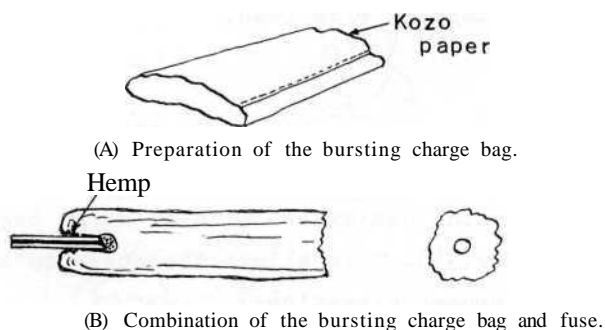 Kozo
paper
(A) Preparation of the bursting charge bag.
Hemp
(B) Combination of the bursting charge bag and fuse.